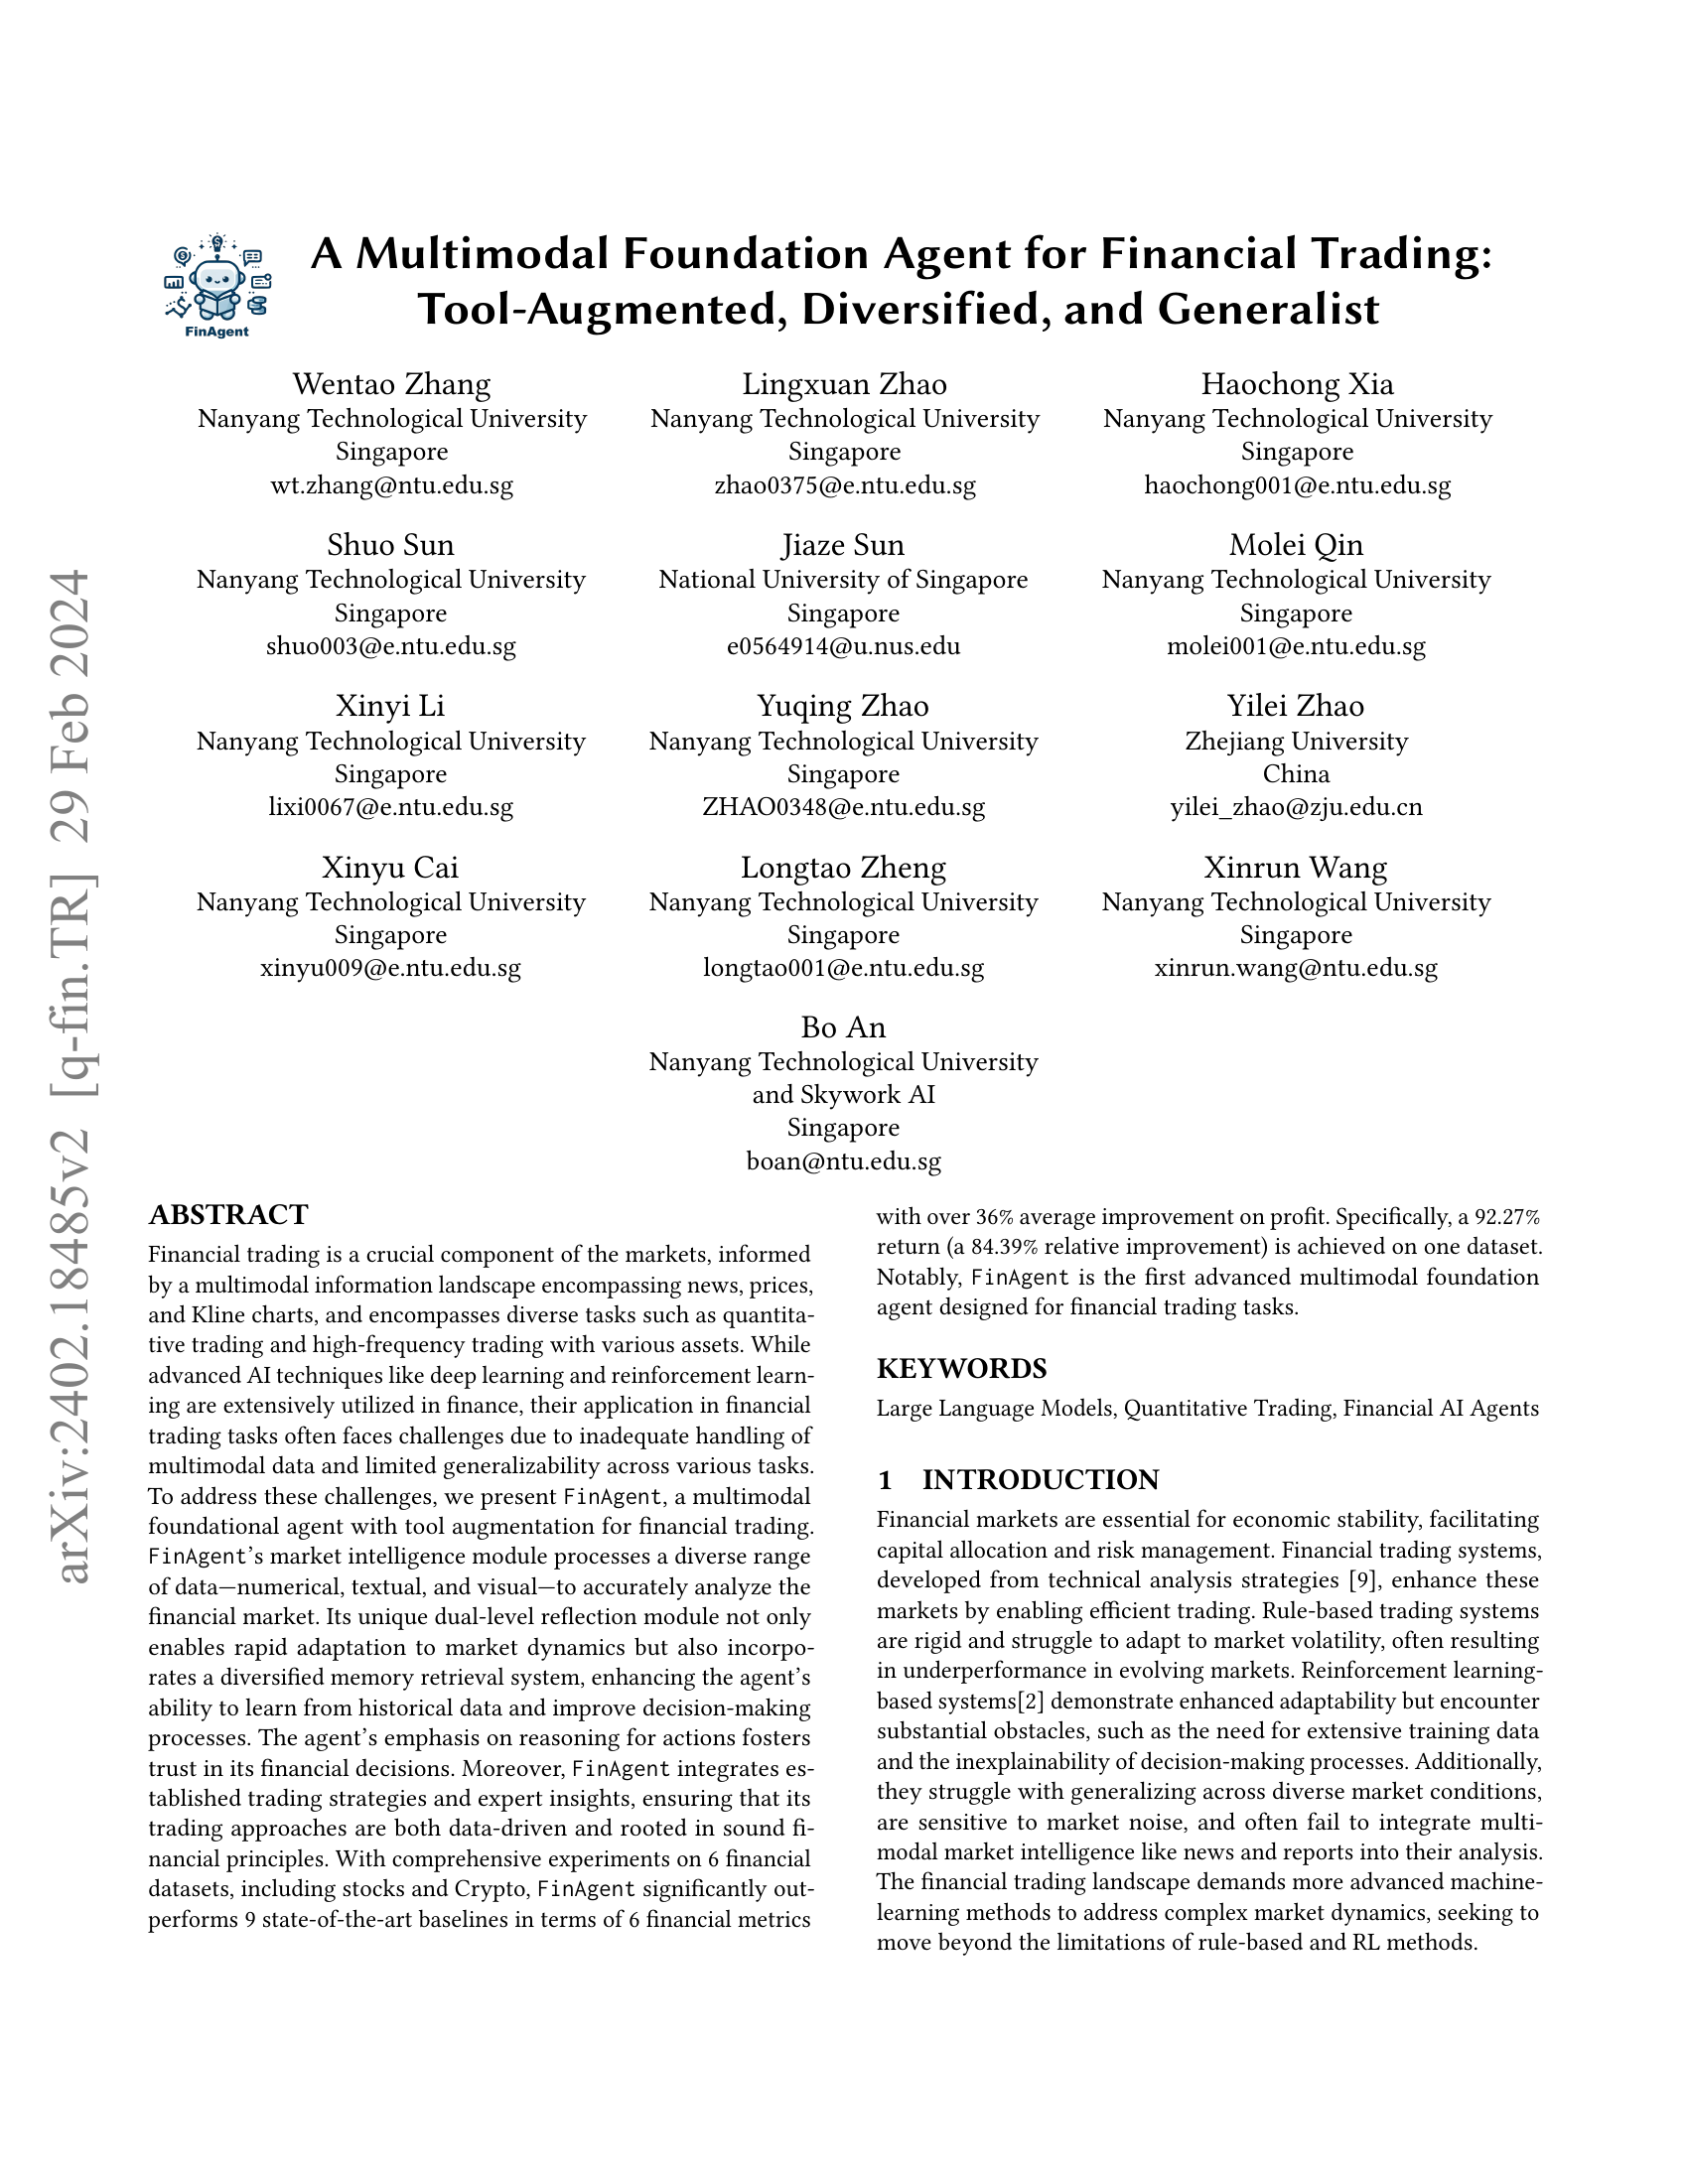 arXiv:2402.18485v2 [q-fin.TR] 29 Feb 2024
FinAgent
A Multimodal Foundation Agent for Financial Trading:
Tool-Augmented, Diversified, and Generalist
Wentao Zhang
Nanyang Technological University
Singapore
wt.zhang@ntu.edu.sg
Lingxuan Zhao
Nanyang Technological University
Singapore
zhao0375@e.ntu.edu.sg
Haochong Xia
Nanyang Technological University
Singapore
haochong001@e.ntu.edu.sg
Shuo Sun
Nanyang Technological University
Singapore
shuo003@e.ntu.edu.sg
Jiaze Sun
National University of Singapore
Singapore
e0564914@u.nus.edu
Molei Qin
Nanyang Technological University
Singapore
molei001@e.ntu.edu.sg
Xinyi Li
Nanyang Technological University
Singapore
lixi0067@e.ntu.edu.sg
Yuqing Zhao
Nanyang Technological University
Singapore
ZHAO0348@e.ntu.edu.sg
Yilei Zhao
Zhejiang University
China
yilei_zhao@zju.edu.cn
Xinyu Cai
Nanyang Technological University
Singapore
xinyu009@e.ntu.edu.sg
Longtao Zheng
Nanyang Technological University
Singapore
longtao001@e.ntu.edu.sg
Xinrun Wang
Nanyang Technological University
Singapore
xinrun.wang@ntu.edu.sg
Bo An
Nanyang Technological University
and Skywork AI
Singapore
boan@ntu.edu.sg
ABSTRACT
Financial trading is a crucial component of the markets, informed
by a multimodal information landscape encompassing news, prices,
and Kline charts, and encompasses diverse tasks such as quantita-
tive trading and high-frequency trading with various assets. While
advanced AI techniques like deep learning and reinforcement learn-
ing are extensively utilized in finance, their application in financial
trading tasks often faces challenges due to inadequate handling of
multimodal data and limited generalizability across various tasks.
To address these challenges, we present FinAgent, a multimodal
foundational agent with tool augmentation for financial trading.
FinAgent's market intelligence module processes a diverse range
of data—numerical, textual, and visual—to accurately analyze the
financial market. Its unique dual-level reflection module not only
enables rapid adaptation to market dynamics but also incorpo-
rates a diversified memory retrieval system, enhancing the agent's
ability to learn from historical data and improve decision-making
processes. The agent's emphasis on reasoning for actions fosters
trust in its financial decisions. Moreover, FinAgent integrates es-
tablished trading strategies and expert insights, ensuring that its
trading approaches are both data-driven and rooted in sound fi-
nancial principles. With comprehensive experiments on 6 financial
datasets, including stocks and Crypto, FinAgent significantly out-
performs 9 state-of-the-art baselines in terms of 6 financial metrics
with over 36% average improvement on profit. Specifically, a 92.27%
return (a 84.39% relative improvement) is achieved on one dataset.
Notably, FinAgent is the first advanced multimodal foundation
agent designed for financial trading tasks.
KEYWORDS
Large Language Models, Quantitative Trading, Financial AI Agents
1 INTRODUCTION
Financial markets are essential for economic stability, facilitating
capital allocation and risk management. Financial trading systems,
developed from technical analysis strategies [9], enhance these
markets by enabling efficient trading. Rule-based trading systems
are rigid and struggle to adapt to market volatility, often resulting
in underperformance in evolving markets. Reinforcement learning-
based systems[2] demonstrate enhanced adaptability but encounter
substantial obstacles, such as the need for extensive training data
and the inexplainability of decision-making processes. Additionally,
they struggle with generalizing across diverse market conditions,
are sensitive to market noise, and often fail to integrate multi-
modal market intelligence like news and reports into their analysis.
The financial trading landscape demands more advanced machine-
learning methods to address complex market dynamics, seeking to
move beyond the limitations of rule-based and RL methods.